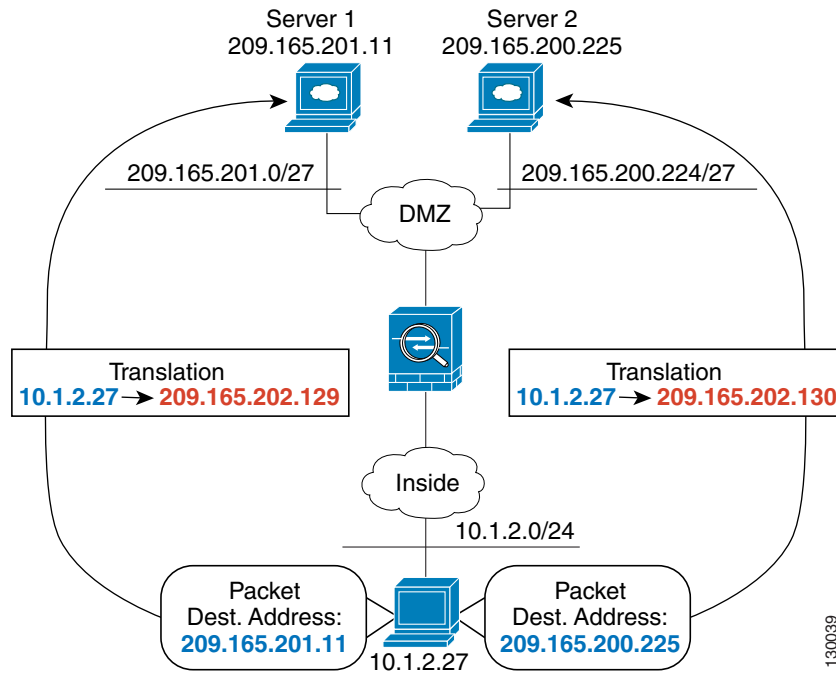 Server 1
209.165.201.11
Server 2
209.165.200.225
209.165.201.0/27
209.165.200.224/27
DMZ
Translation
10.1.2.27 → 209.165.202.129
Translation
10.1.2.27 → 209.165.202.130
Inside
10.1.2.0/24
Packet
Dest. Address:
209.165.201.11
Packet
Dest. Address:
209.165.200.225
10.1.2.27
130039